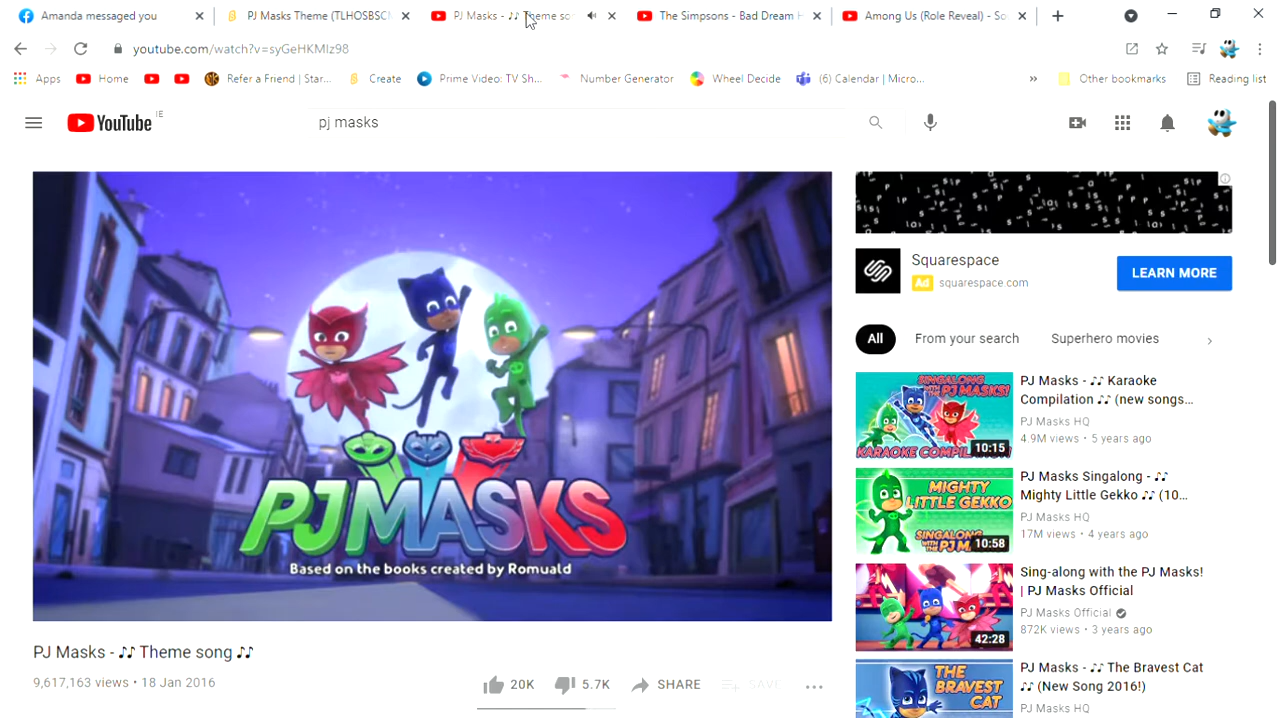 Amanda messaged you
PJ Masks Theme (TLHOSBSC
PJ Masks - ♪♪ Theme so
The Simpsons - Bad Dream H
Among Us (Role Reveal) - So
youtube.com/watch?v=syGeHKMIz98
Apps
Home
Refer a Friend | Star...
Create
Prime Video: TV Sh...
Number Generator
Wheel Decide
(6) Calendar | Micro...
»
Other bookmarks
Reading list
YouTube IE
pj masks
PJMASKS
Based on the books created by Romuald
Squarespace
Ad squarespace.com
LEARN MORE
All
From your search
Superhero movies
SINGALONG WITH THE PJ MASKS!
KARAOKE COMPILATION
10:15
PJ Masks - ♪♪ Karaoke
Compilation ♪♪ (new songs...
PJ Masks HQ
4.9M views • 5 years ago
MIGHTY
LITTLE GEKKO
SINGALONG
WITH THE PJ MA
10:58
PJ Masks Singalong - ♪♪
Mighty Little Gekko ♪♪ (10...
PJ Masks HQ
17M views • 4 years ago
42:28
Sing-along with the PJ Masks!
| PJ Masks Official
PJ Masks Official
872K views • 3 years ago
THE
BRAVEST
CAT
PJ Masks - ♪♪ The Bravest Cat
♪♪ (New Song 2016!)
PJ Masks HQ
PJ Masks - ♪♪ Theme song ♪♪
9,617,163 views • 18 Jan 2016
20K
5.7K
SHARE
SAVE